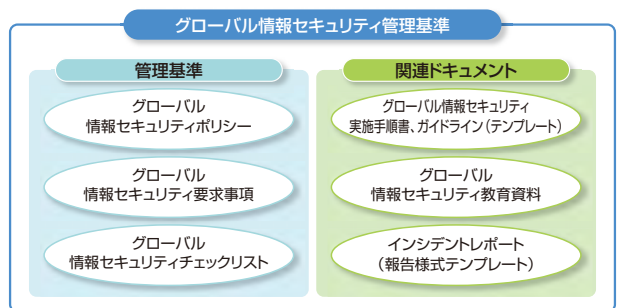 グローバル情報セキュリティ管理基準
管理基準
グローバル
情報セキュリティポリシー
グローバル
情報セキュリティ要求事項
グローバル
情報セキュリティチェックリスト
関連ドキュメント
グローバル情報セキュリティ
実施手順書、ガイドライン（テンプレート）
グローバル
情報セキュリティ教育資料
インシデントレポート
（報告様式テンプレート）